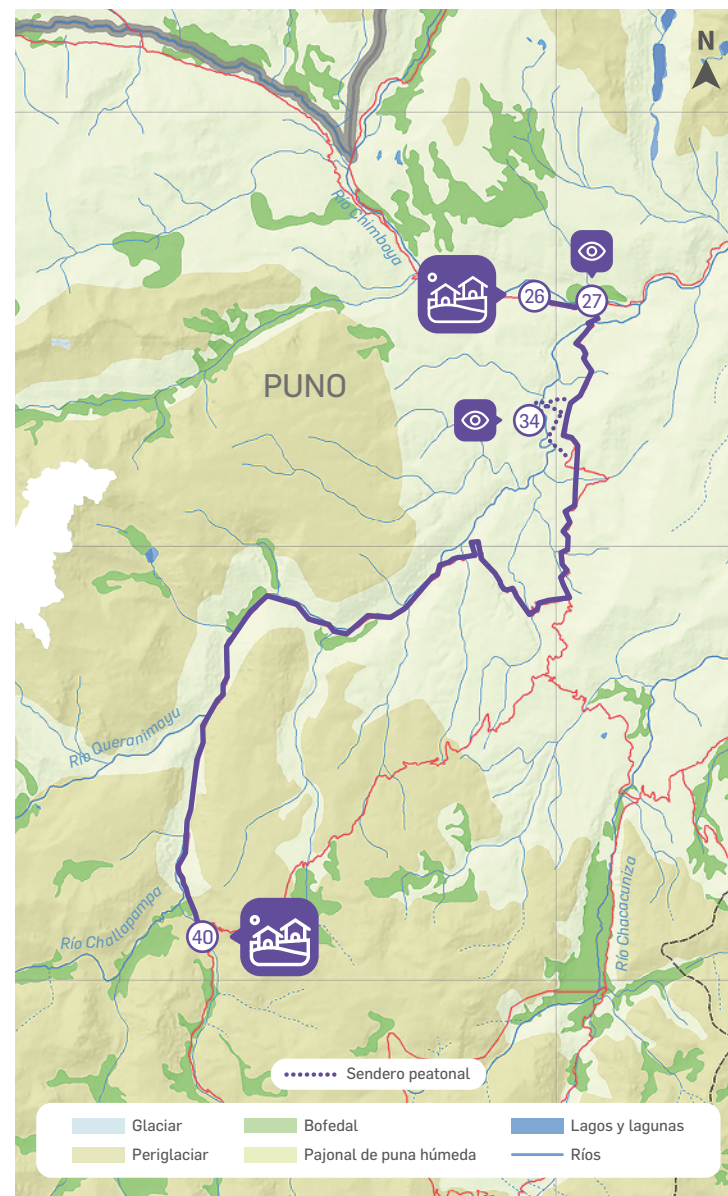 N
Río Chimboya
26
27
PUNO
34
Río Queranimayu
Río Challapampa
40
Río Chacacuniza
Sendero peatonal
Glaciar
Bofedal
Lagos y lagunas
Periglaciar
Pajonal de puna húmeda
Ríos